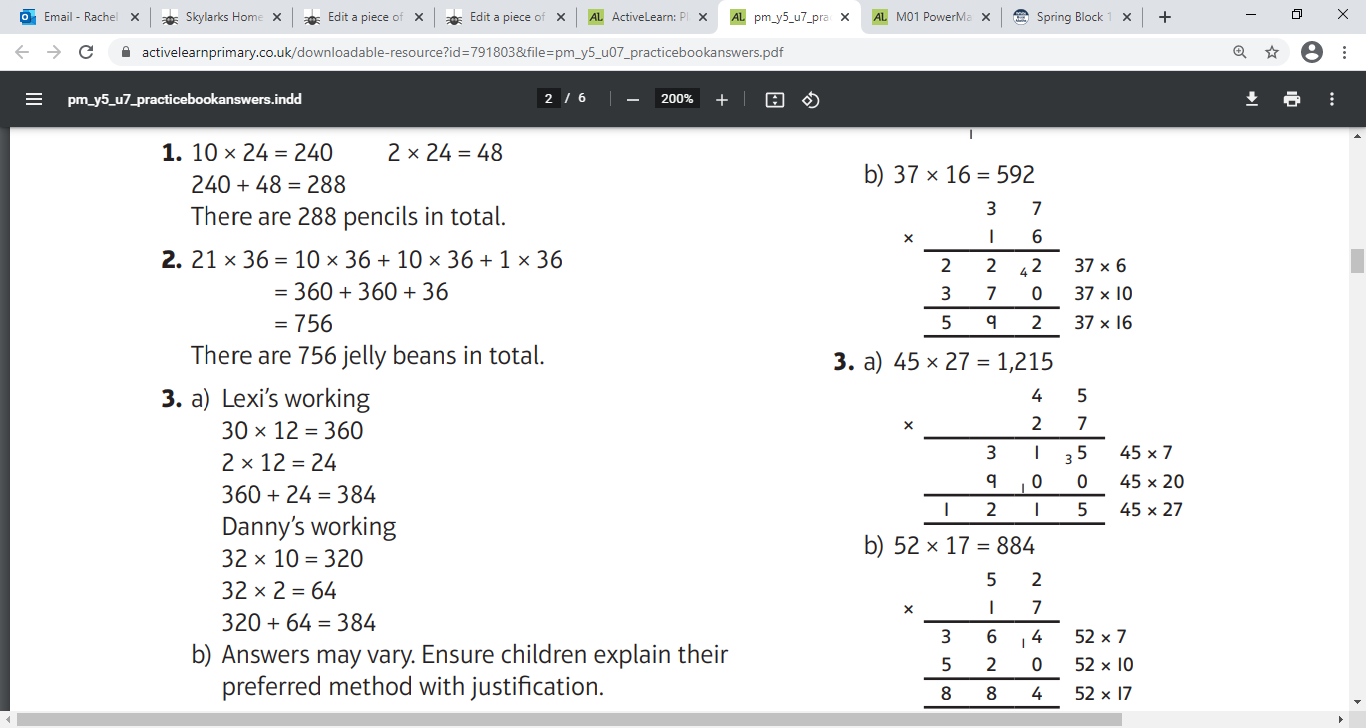 Email - Rachel
Skylarks Home
Edit a piece of
Edit a piece of
ActiveLearn: P
pm_y5_u7_pra
M01 PowerMa
Spring Block 1
activelearnprimary.co.uk/downloadable-resource?id=791803&file=pm_y5_u07_practicebookanswers.pdf
pm_y5_u7_practicebookanswers.indd
2 / 6
200%
1. 10 × 24 = 240 2 × 24 = 48
240 + 48 = 288
There are 288 pencils in total.
2. 21 × 36 = 10 × 36 + 10 × 36 + 1 × 36
= 360 + 360 + 36
= 756
There are 756 jelly beans in total.
3. a) Lexi's working
30 × 12 = 360
2 × 12 = 24
360 + 24 = 384
Danny's working
32 × 10 = 320
32 × 2 = 64
320 + 64 = 384
b) Answers may vary. Ensure children explain their
preferred method with justification.
1
b) 37 × 16 = 592
3 7
× 1 6
2 2 4 2 37 × 6
3 7 0 37 × 10
5 9 2 37 × 16
3. a) 45 × 27 = 1,215
4 5
× 2 7
3 1 3 5 45 × 7
9 1 0 0 45 × 20
1 2 1 5 45 × 27
b) 52 × 17 = 884
5 2
× 1 7
3 6 1 4 52 × 7
5 2 0 52 × 10
8 8 4 52 × 17